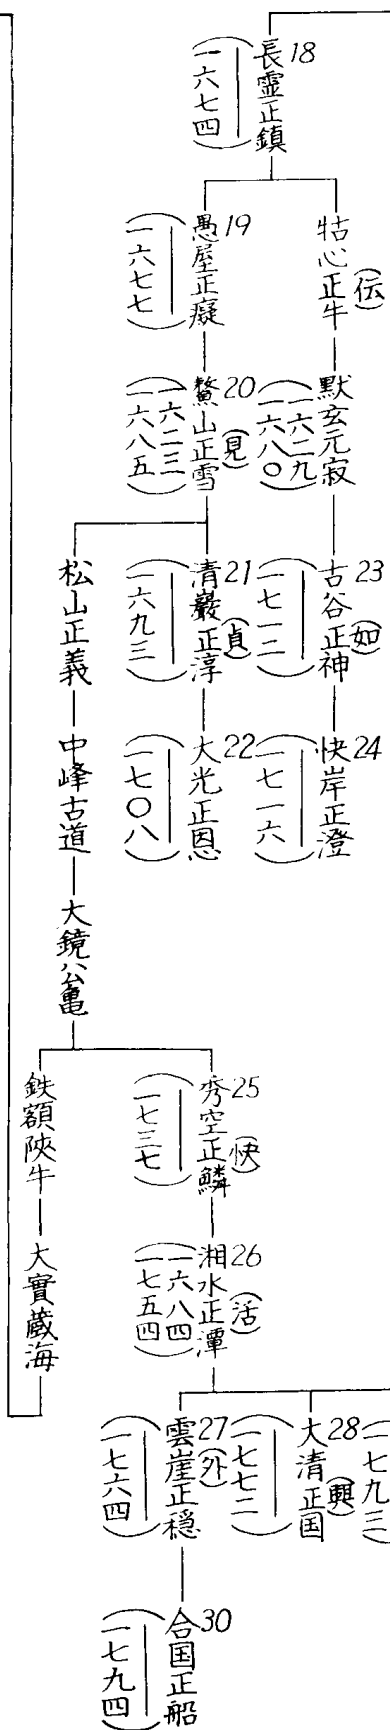 18
長霊正鎮
(—一六七四)
牯心正牛
(伝)
19
愚屋正癡
(—一六七七)
默玄元寂
(一六二九一六八〇)
20
鰲山正雪
(見)
(一六二三一六八五)
23
古谷正神
(如)
(—一七一二)
21
清巖正淳
(貞)
(—一六九三)
松山正義
24
快岸正澄
(—一七一六)
22
大光正恩
(—一七〇八)
中峰古道
大鏡公亀
25
秀空正鱗
(快)
(—一七三七)
鉄額陝牛
26
湘水正潭
(活)
(一六八四一七五四)
大實蔵海
一七九三)
28
大清正国
(興)
(—一七七二)
27
雲崖正穏
(外)
(—一七六四)
30
合国正船
(—一七九四)